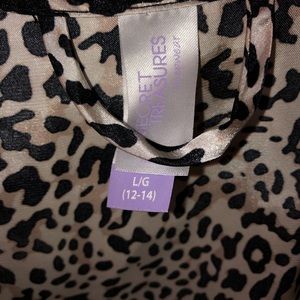 SECRET
TREASURES
L/G
(12-14)